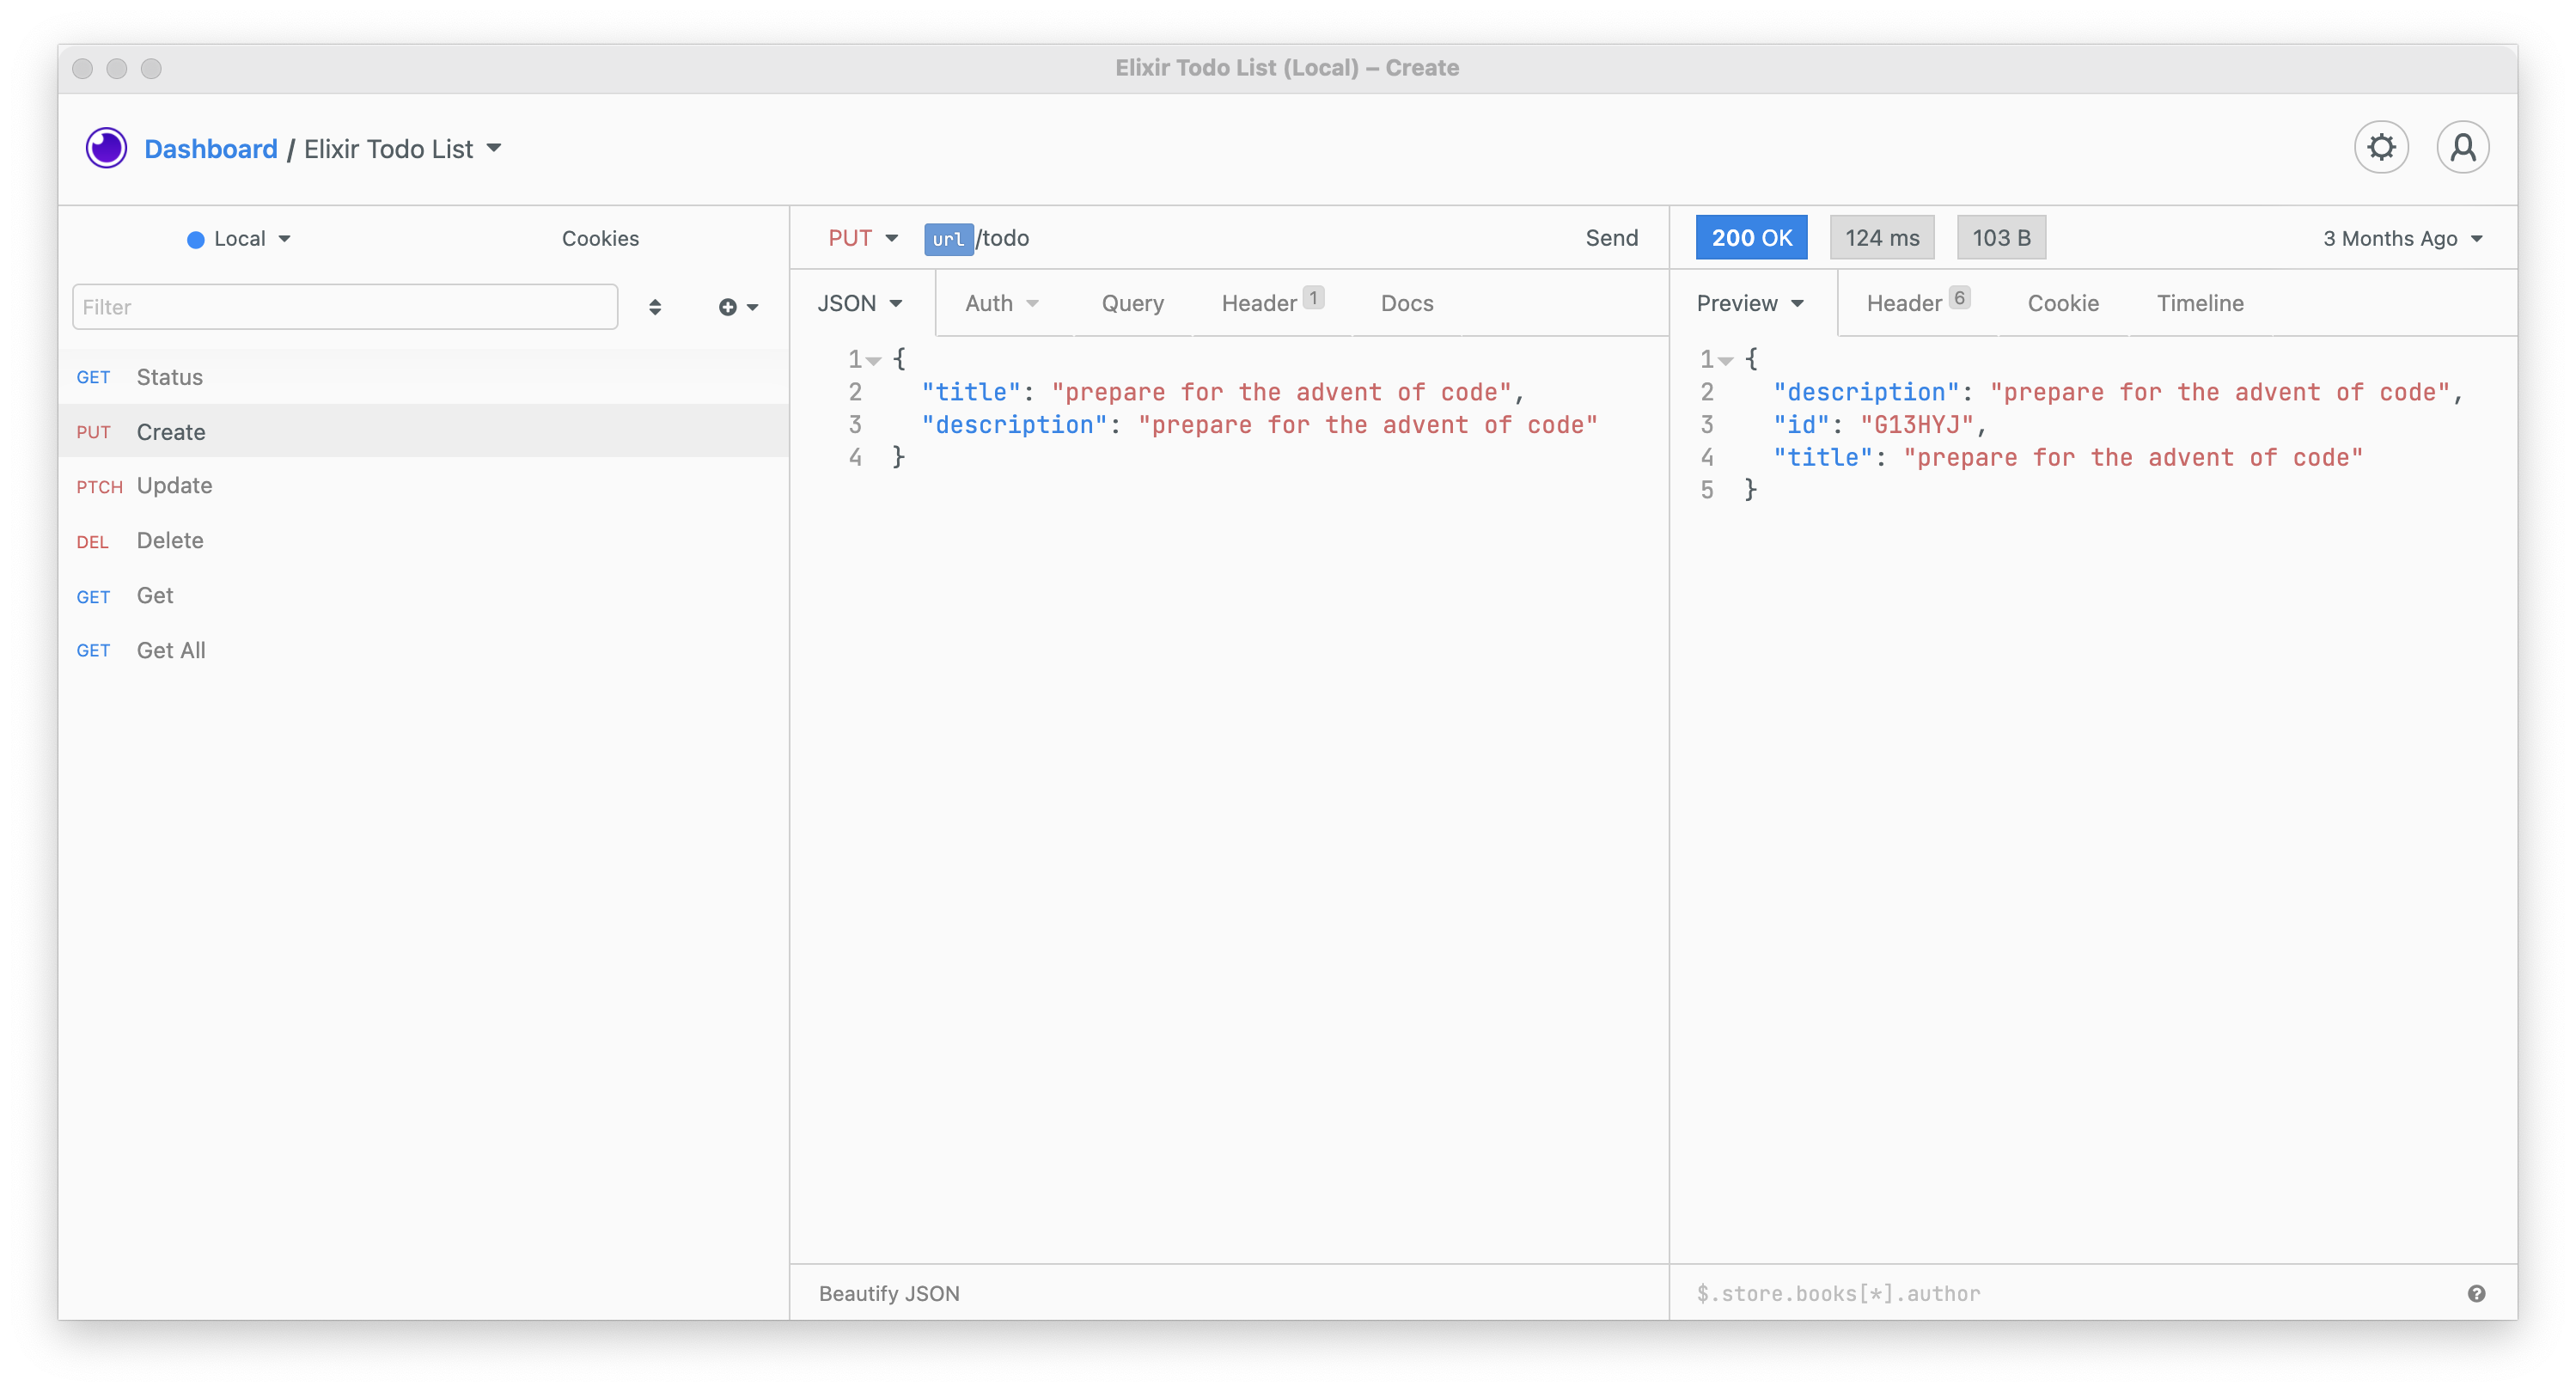 Elixir Todo List (Local) – Create
Dashboard / Elixir Todo List
Local
Cookies
Filter
GET Status
PUT Create
PTCH Update
DEL Delete
GET Get
GET Get All
PUT url/todo Send
JSON Auth Query Header 1 Docs
1 {
2 "title": "prepare for the advent of code",
3 "description": "prepare for the advent of code"
4 }
Beautify JSON
200 OK 124 ms 103 B 3 Months Ago
Preview Header 6 Cookie Timeline
1 {
2 "description": "prepare for the advent of code",
3 "id": "G13HYJ",
4 "title": "prepare for the advent of code"
5 }
$.store.books[*].author